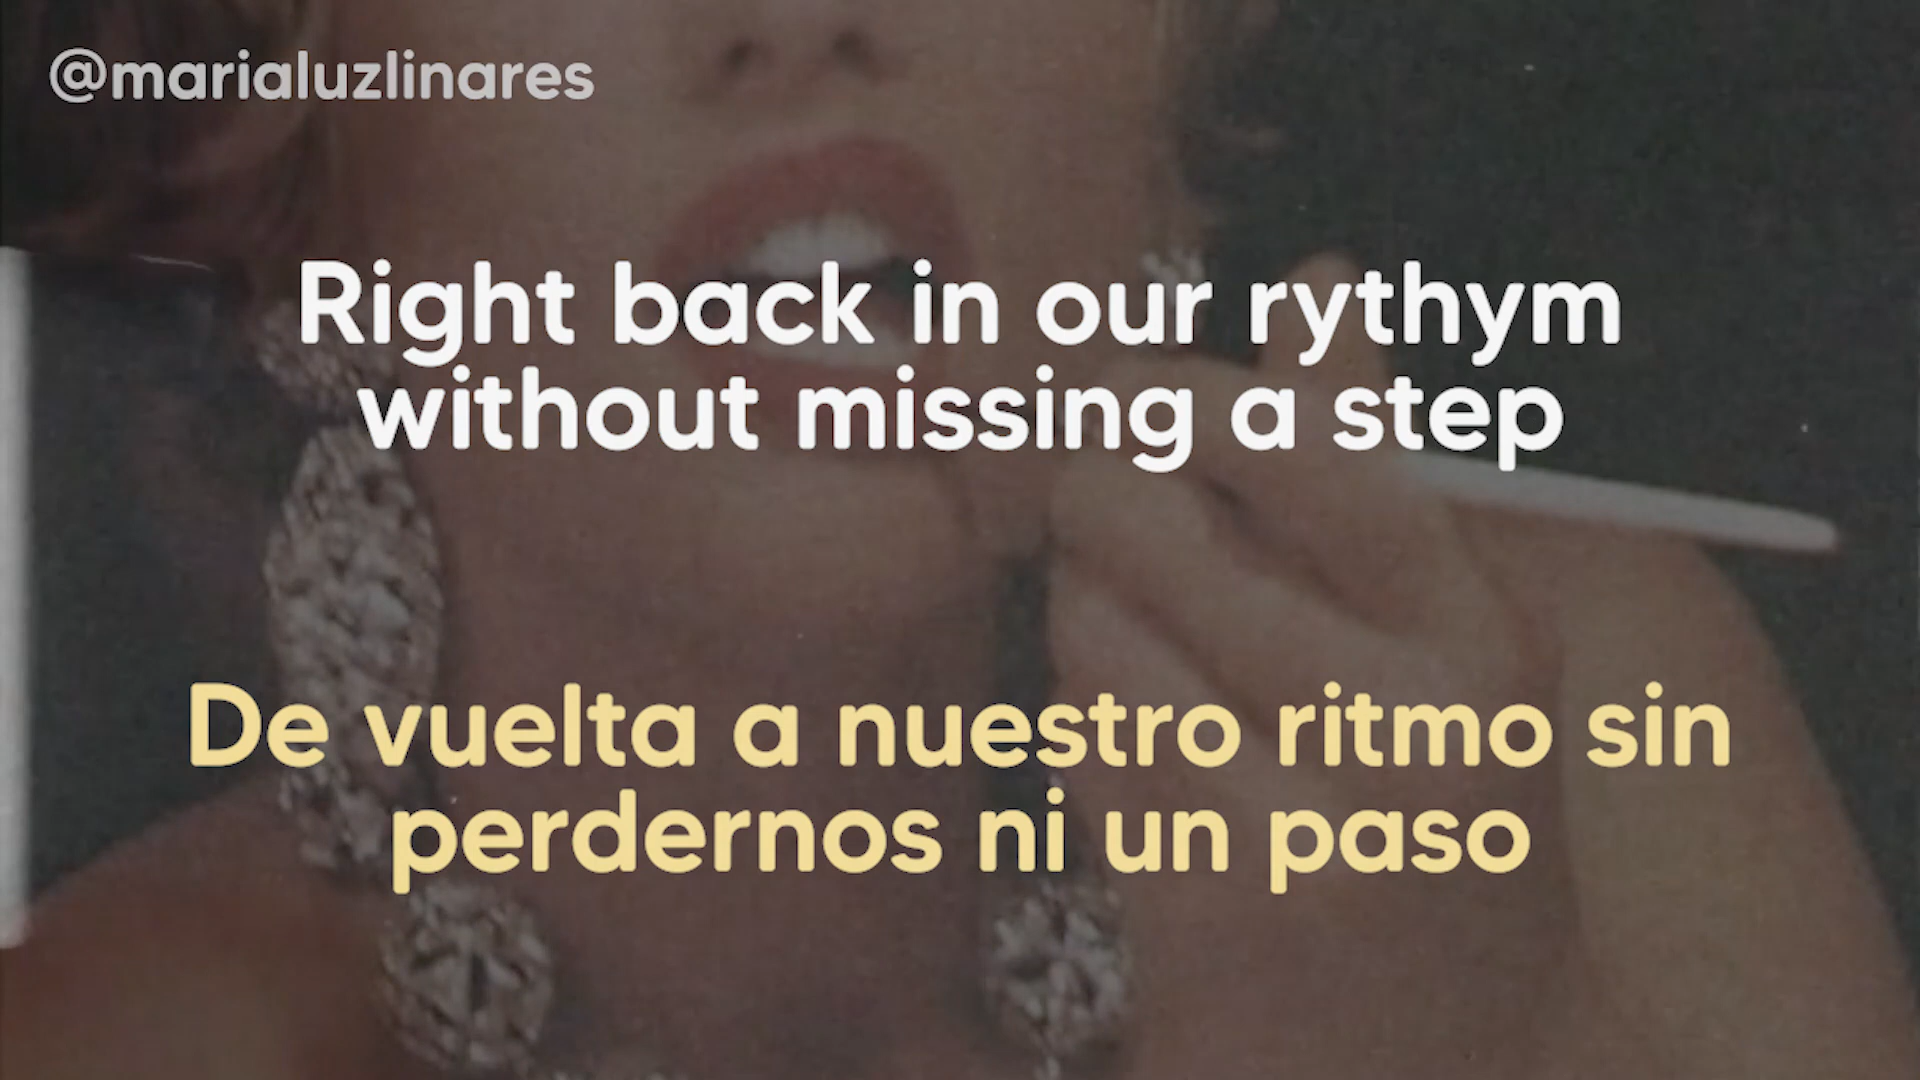 @marialuzlinares
Right back in our rythym
without missing a step
De vuelta a nuestro ritmo sin
perdernos ni un paso